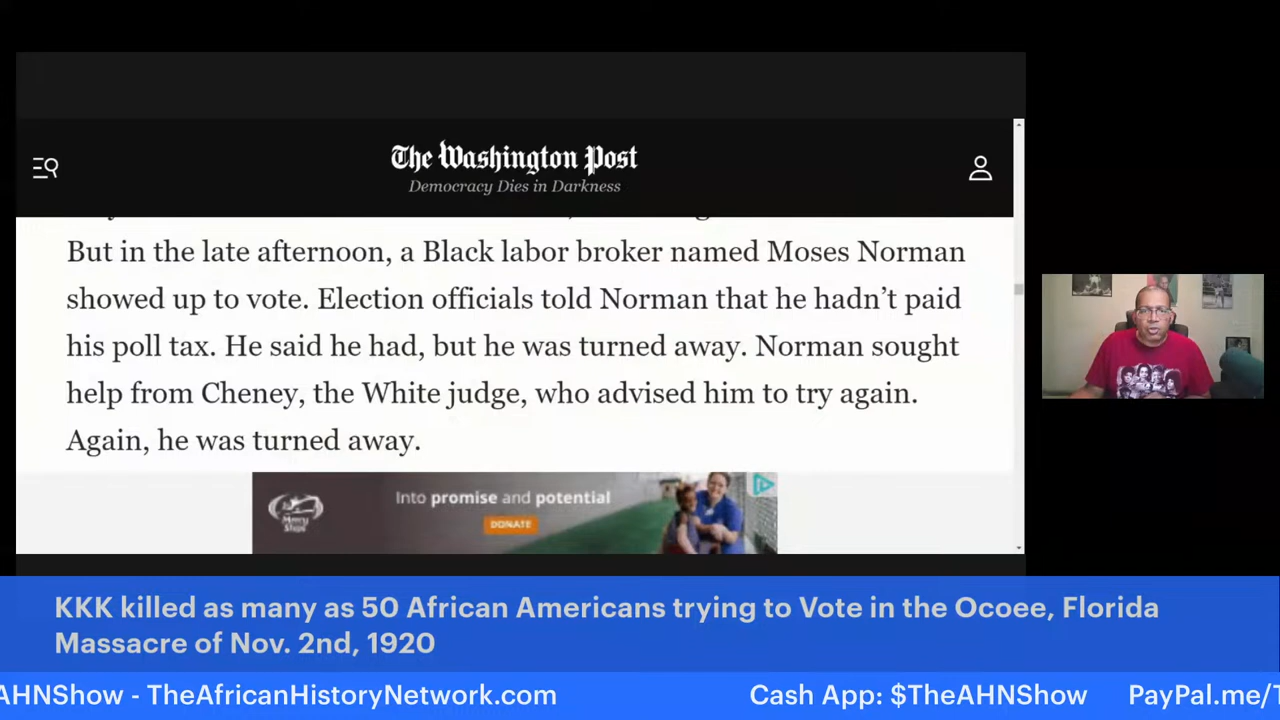 The Washington Post
Democracy Dies in Darkness
But in the late afternoon, a Black labor broker named Moses Norman
showed up to vote. Election officials told Norman that he hadn’t paid
his poll tax. He said he had, but he was turned away. Norman sought
help from Cheney, the White judge, who advised him to try again.
Again, he was turned away.
Into promise and potential
Mercy
Ships
DONATE
KKK killed as many as 50 African Americans trying to Vote in the Ocoee, Florida
Massacre of Nov. 2nd, 1920
AHNShow - TheAfricanHistoryNetwork.com Cash App: $TheAHNShow PayPal.me/T